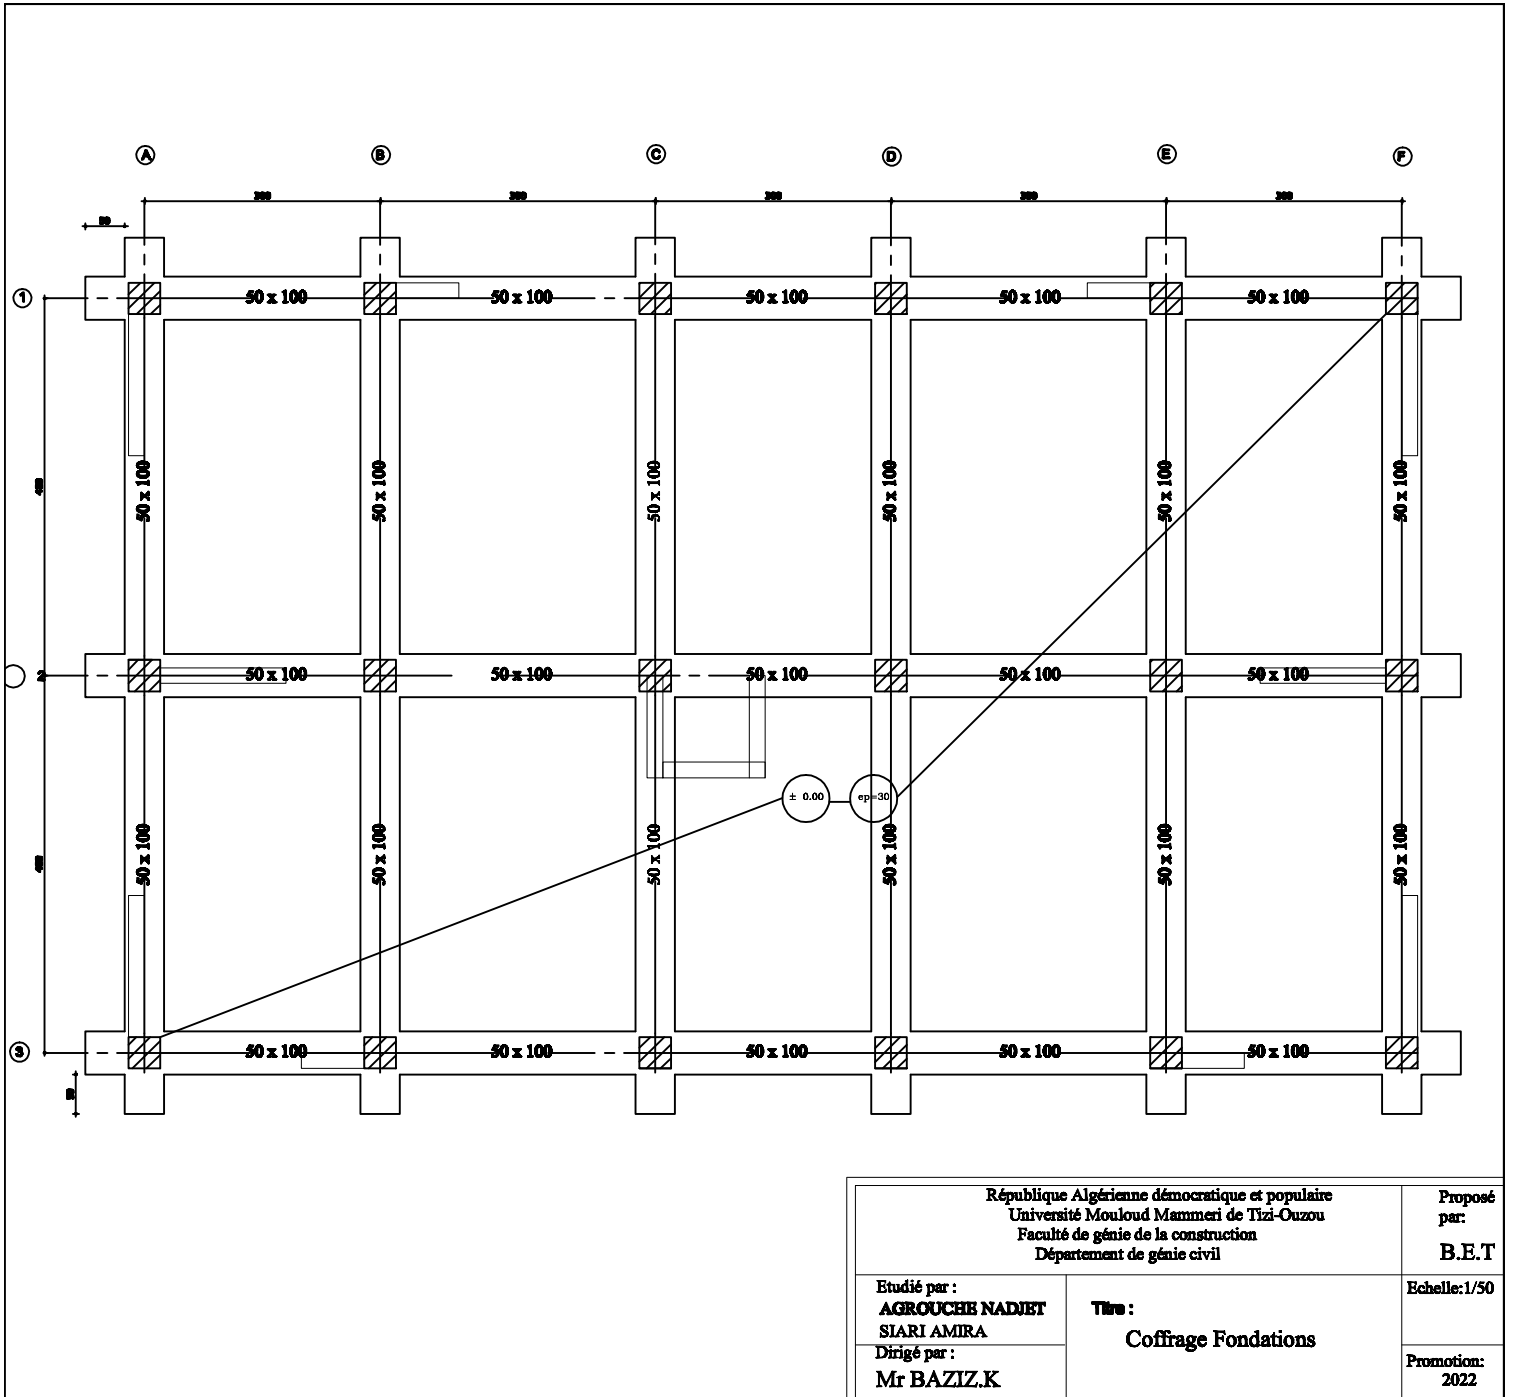 A B C D E F
50
1
50 x 100 50 x 100 50 x 100 50 x 100 50 x 100
50 x 100 50 x 100 50 x 100 50 x 100 50 x 100 50 x 100
2
50 x 100 50 x 100 50 x 100 50 x 100 50 x 100
± 0.00 ep=30
50 x 100 50 x 100 50 x 100 50 x 100 50 x 100 50 x 100
3
50 x 100 50 x 100 50 x 100 50 x 100 50 x 100
50
République Algérienne démocratique et populaire
Université Mouloud Mammeri de Tizi-Ouzou
Faculté de génie de la construction
Département de génie civil
Proposé
par:
B.E.T
Etudié par :
AGROUCHE NADJET
SIARI AMIRA
Dirigé par :
Mr BAZIZ.K
Titre :
Coffrage Fondations
Echelle:1/50
Promotion:
2022